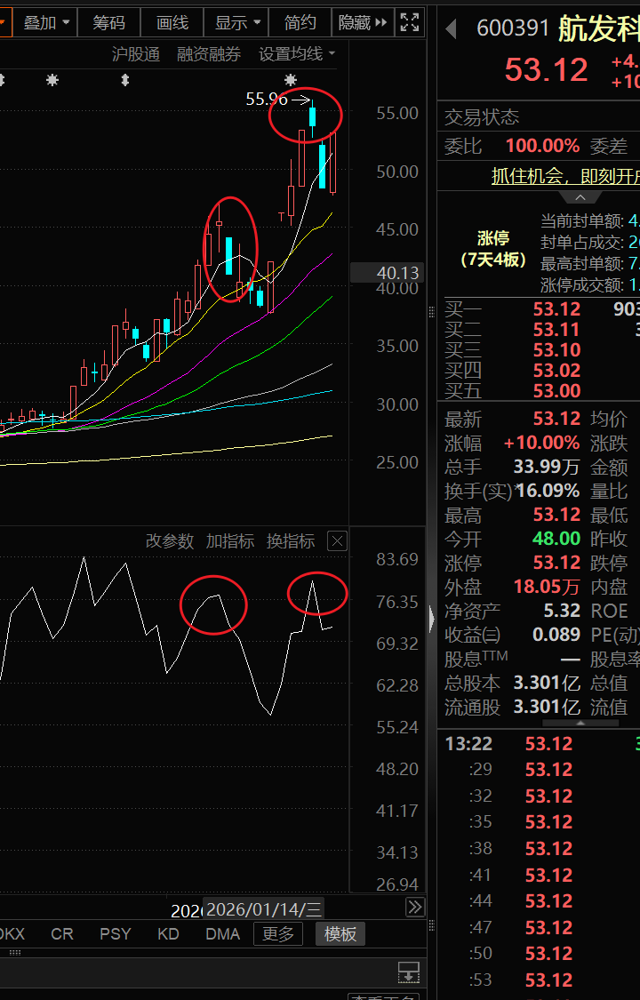 叠加 筹码 画线 显示 简约 隐藏
沪股通 融资融券 设置均线
55.96
55.00
50.00
45.00
40.13
40.00
35.00
30.00
25.00
改参数 加指标 换指标
83.69
76.35
69.32
62.28
55.24
48.20
41.17
34.13
26.94
2026/01/14/三
CR PSY KD DMA 更多 模板
600391 航发科
53.12
交易状态
委比 100.00% 委差
抓住机会，即刻开
涨停
(7天4板)
当前封单额: 4.
封单占成交: 2
最高封单额: 7.
涨停成交额: 1.
买一 53.12 903
买二 53.11
买三 53.10
买四 53.02
买五 53.00
最新 53.12 均价
涨幅 +10.00% 涨跌
总手 33.99万 金额
换手(实) 16.09% 量比
最高 53.12 最低
今开 48.00 昨收
涨停 53.12 跌停
外盘 18.05万 内盘
净资产 5.32 ROE
收益㈢ 0.089 PE(动)
股息TTM — 股息率
总股本 3.301亿 总值
流通股 3.301亿 流值
13:22 53.12
:29 53.12
:32 53.12
:35 53.12
:38 53.12
:41 53.12
:44 53.12
:47 53.12
:50 53.12
:53 53.12